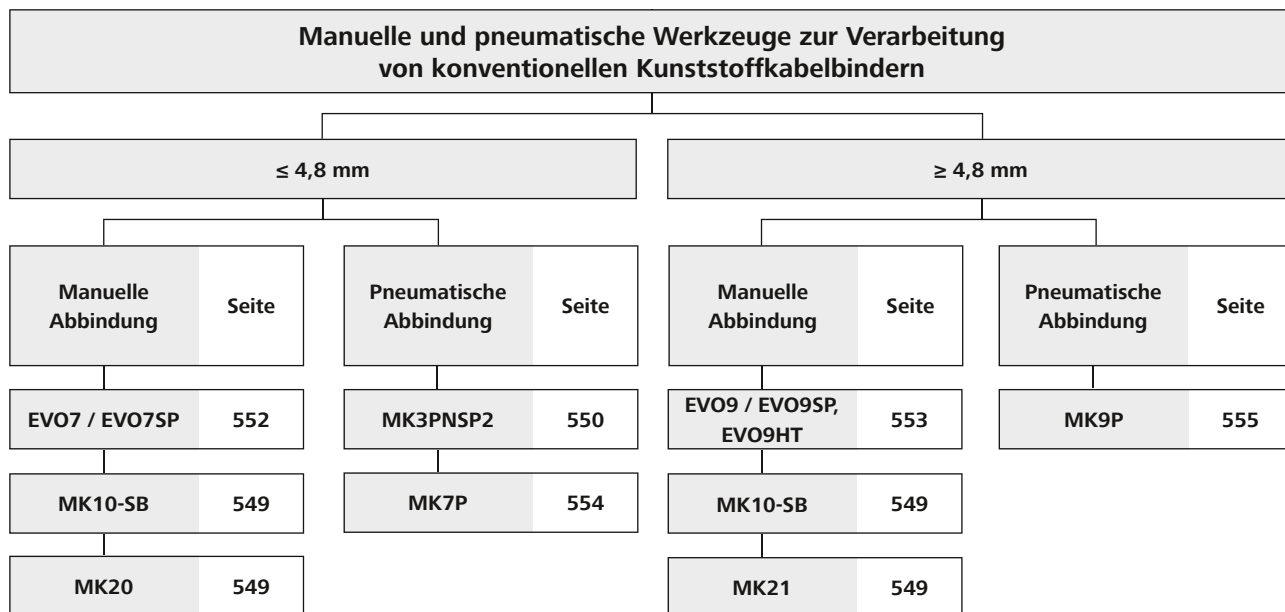 Manuelle und pneumatische Werkzeuge zur Verarbeitung
von konventionellen Kunststoffkabelbindern
≤ 4,8 mm
≥ 4,8 mm
Manuelle
Abbindung
Seite
Pneumatische
Abbindung
Seite
Manuelle
Abbindung
Seite
Pneumatische
Abbindung
Seite
EVO7 / EVO7SP
552
MK3PNSP2
550
EVO9 / EVO9SP,
EVO9HT
553
MK9P
555
MK10-SB
549
MK7P
554
MK10-SB
549
MK20
549
MK21
549